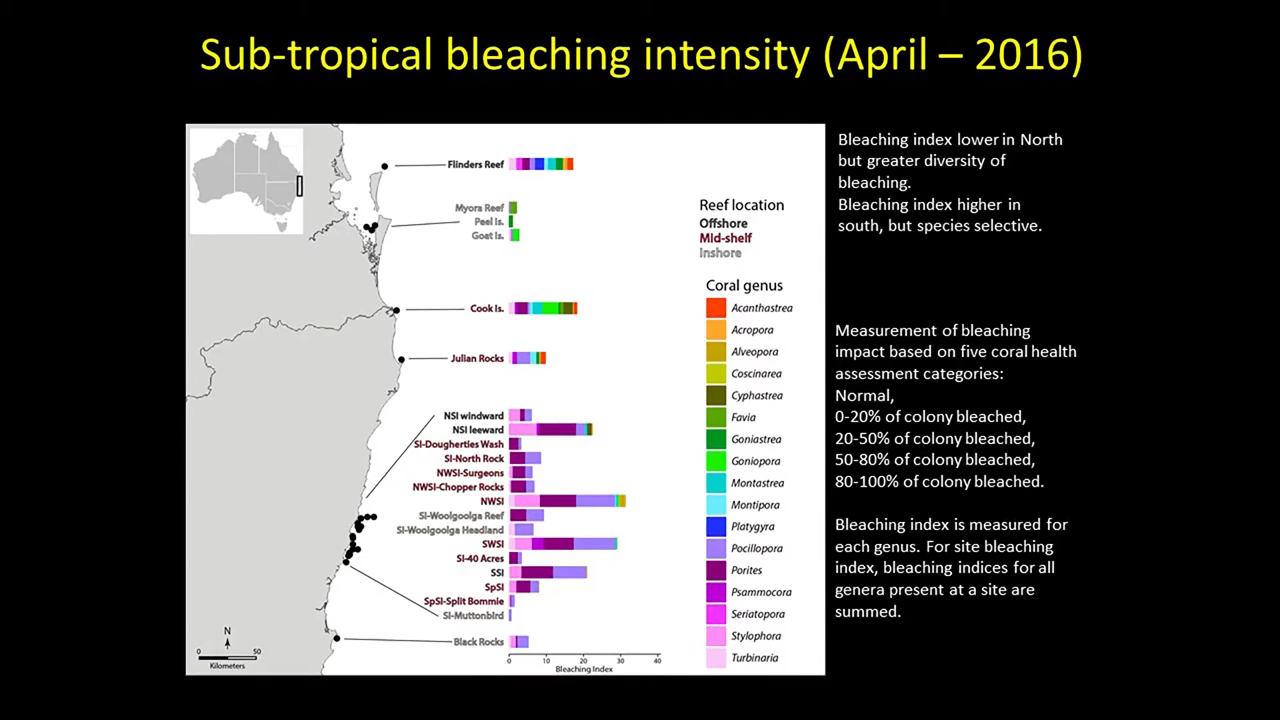 Sub-tropical bleaching intensity (April – 2016)
Flinders Reef
Myora Reef
Peel Is.
Goat Is.
Cook Is.
Julian Rocks
NSI windward
NSI leeward
SI-Dougherties Wash
SI-North Rock
NWSI-Surgeons
NWSI-Chopper Rocks
NWSI
SI-Woolgoolga Reef
SI-Woolgoolga Headland
SWSI
SI-40 Acres
SSI
SpSI
SpSI-Split Bommie
SI-Muttonbird
Black Rocks
0 10 20 30 40
Bleaching Index
N
0 50
Kilometers
Reef location
Offshore
Mid-shelf
Inshore
Coral genus
Acanthastrea
Acropora
Alveopora
Coscinarea
Cyphastrea
Favia
Goniastrea
Goniopora
Montastrea
Montipora
Platygyra
Pocillopora
Porites
Psammocora
Seriatopora
Stylophora
Turbinaria
Bleaching index lower in North
but greater diversity of
bleaching.
Bleaching index higher in
south, but species selective.
Measurement of bleaching
impact based on five coral health
assessment categories:
Normal,
0-20% of colony bleached,
20-50% of colony bleached,
50-80% of colony bleached,
80-100% of colony bleached.
Bleaching index is measured for
each genus. For site bleaching
index, bleaching indices for all
genera present at a site are
summed.